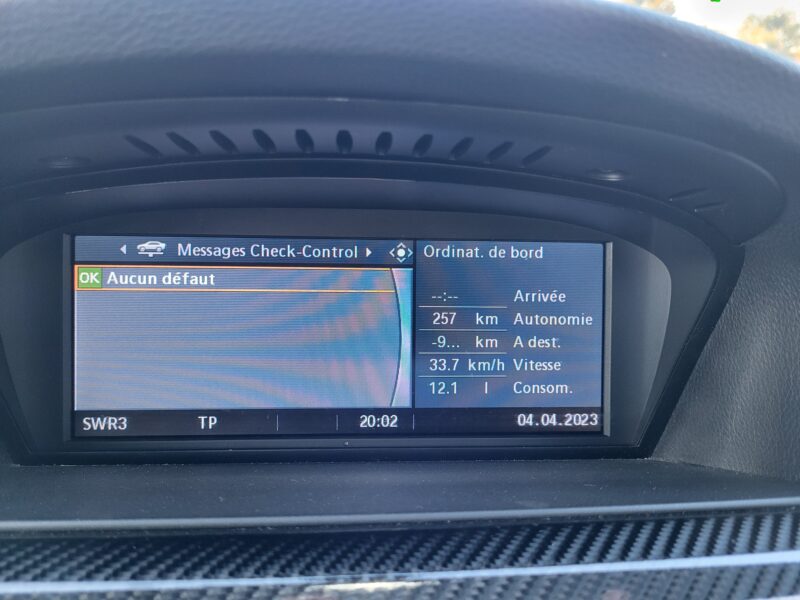 Messages Check-Control
OK Aucun défaut
Ordinat. de bord
--:-- Arrivée
257 km Autonomie
-9... km A dest.
33.7 km/h Vitesse
12.1 l Consom.
SWR3 TP 20:02 04.04.2023